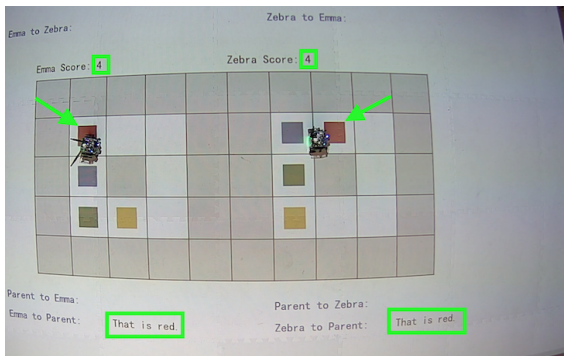 Emma to Zebra:
Zebra to Emma:
Emma Score: 4
Zebra Score: 4
Parent to Emma:
Emma to Parent: That is red.
Parent to Zebra:
Zebra to Parent: That is red.